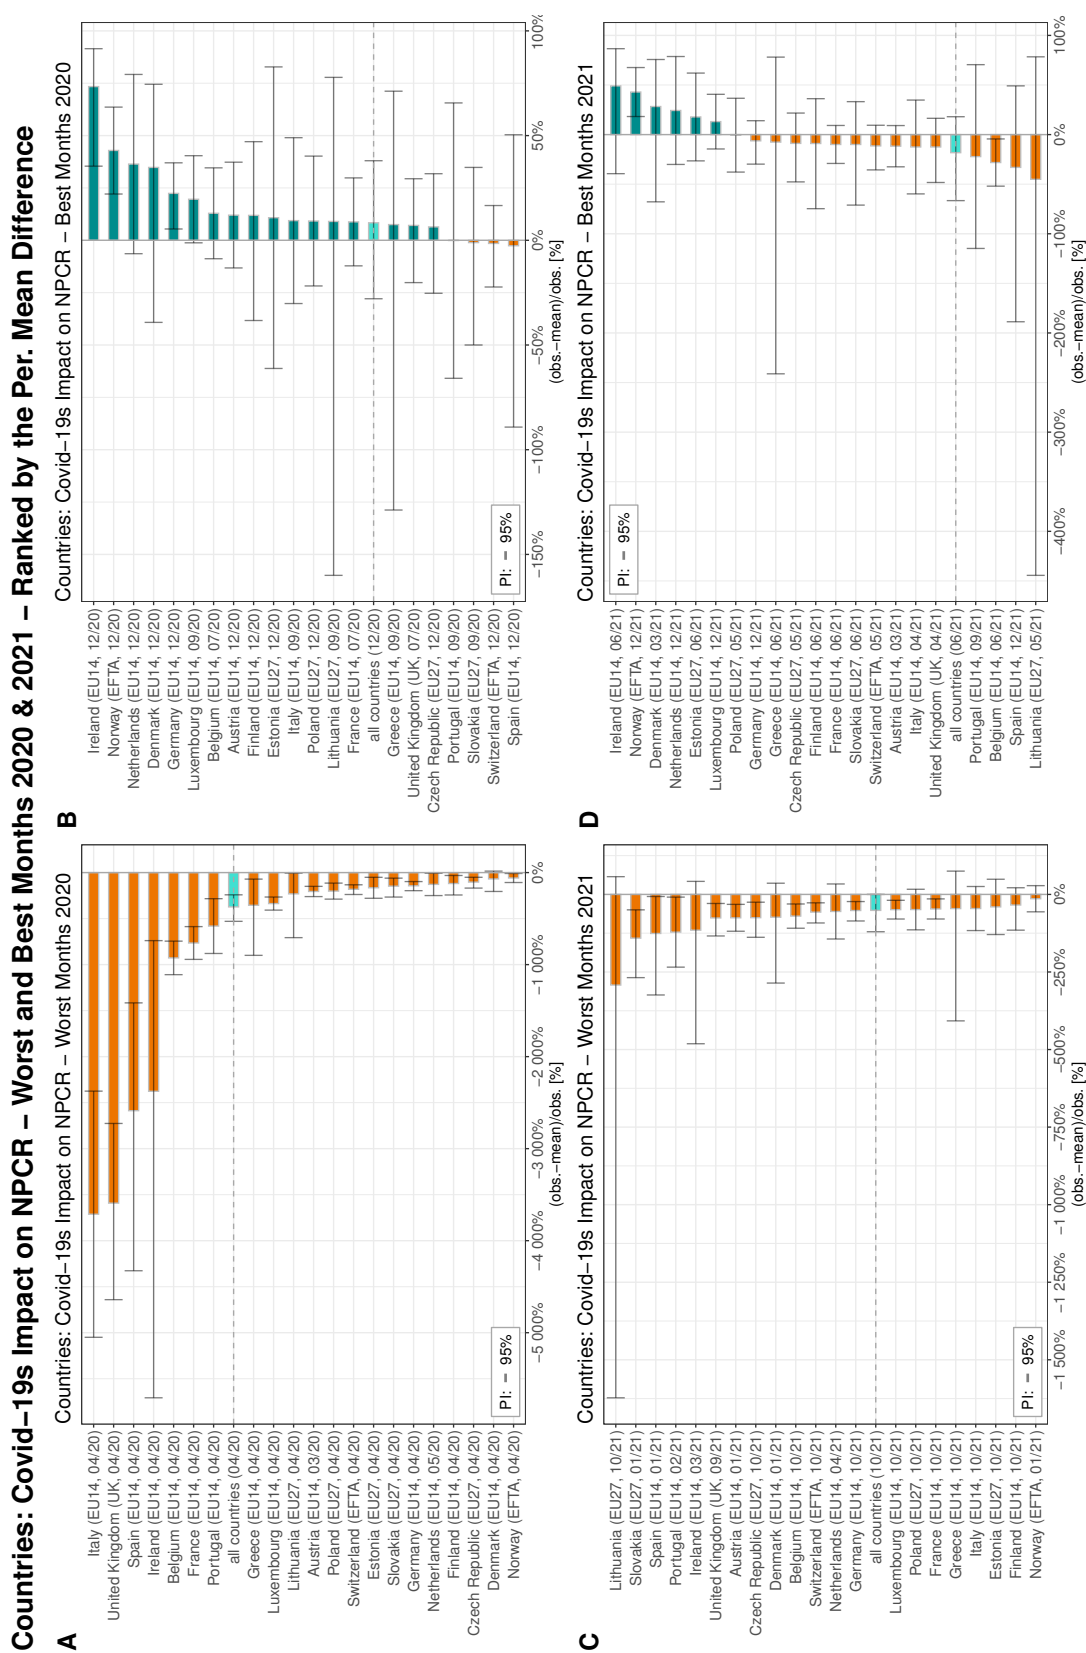 Countries: Covid−19s Impact on NPCR − Worst and Best Months 2020 & 2021 − Ranked by the Per. Mean Difference
A
Countries: Covid−19s Impact on NPCR − Worst Months 2020
Italy (EU14, 04/20)
United Kingdom (UK, 04/20)
Spain (EU14, 04/20)
Ireland (EU14, 04/20)
Belgium (EU14, 04/20)
France (EU14, 04/20)
Portugal (EU14, 04/20)
all countries (04/20)
Greece (EU14, 04/20)
Luxembourg (EU14, 04/20)
Lithuania (EU27, 04/20)
Austria (EU14, 03/20)
Poland (EU27, 04/20)
Switzerland (EFTA, 04/20)
Estonia (EU27, 04/20)
Slovakia (EU27, 04/20)
Germany (EU14, 04/20)
Netherlands (EU14, 05/20)
Finland (EU14, 04/20)
Czech Republic (EU27, 04/20)
Denmark (EU14, 04/20)
Norway (EFTA, 04/20)
PI: − 95%
−5 000% −4 000% −3 000% −2 000% −1 000% 0%
(obs.−mean)/obs. [%]
B
Countries: Covid−19s Impact on NPCR − Best Months 2020
Ireland (EU14, 12/20)
Norway (EFTA, 12/20)
Netherlands (EU14, 12/20)
Denmark (EU14, 12/20)
Germany (EU14, 12/20)
Luxembourg (EU14, 09/20)
Belgium (EU14, 07/20)
Austria (EU14, 12/20)
Finland (EU14, 12/20)
Estonia (EU27, 12/20)
Italy (EU14, 09/20)
Poland (EU27, 12/20)
Lithuania (EU27, 09/20)
France (EU14, 07/20)
all countries (12/20)
Greece (EU14, 09/20)
United Kingdom (UK, 07/20)
Czech Republic (EU27, 12/20)
Portugal (EU14, 09/20)
Slovakia (EU27, 09/20)
Switzerland (EFTA, 12/20)
Spain (EU14, 12/20)
PI: − 95%
−150% −100% −50% 0% 50% 100%
(obs.−mean)/obs. [%]
C
Countries: Covid−19s Impact on NPCR − Worst Months 2021
Lithuania (EU27, 10/21)
Slovakia (EU27, 01/21)
Spain (EU14, 01/21)
Portugal (EU14, 02/21)
Ireland (EU14, 03/21)
United Kingdom (UK, 09/21)
Austria (EU14, 01/21)
Czech Republic (EU27, 10/21)
Denmark (EU14, 01/21)
Belgium (EU14, 10/21)
Switzerland (EFTA, 10/21)
Netherlands (EU14, 04/21)
Germany (EU14, 10/21)
all countries (10/21)
Luxembourg (EU14, 10/21)
Poland (EU27, 10/21)
France (EU14, 10/21)
Greece (EU14, 10/21)
Italy (EU14, 10/21)
Estonia (EU27, 10/21)
Finland (EU14, 10/21)
Norway (EFTA, 01/21)
PI: − 95%
−1 500% −1 250% −1 000% −750% −500% −250% 0%
(obs.−mean)/obs. [%]
D
Countries: Covid−19s Impact on NPCR − Best Months 2021
Ireland (EU14, 06/21)
Norway (EFTA, 12/21)
Denmark (EU14, 03/21)
Netherlands (EU14, 12/21)
Estonia (EU27, 06/21)
Luxembourg (EU14, 12/21)
Poland (EU27, 05/21)
Germany (EU14, 12/21)
Greece (EU14, 06/21)
Czech Republic (EU27, 05/21)
Finland (EU14, 06/21)
France (EU14, 06/21)
Slovakia (EU27, 06/21)
Switzerland (EFTA, 05/21)
Austria (EU14, 03/21)
Italy (EU14, 04/21)
United Kingdom (UK, 04/21)
all countries (06/21)
Portugal (EU14, 09/21)
Belgium (EU14, 06/21)
Spain (EU14, 12/21)
Lithuania (EU27, 05/21)
PI: − 95%
−400% −300% −200% −100% 0% 100%
(obs.−mean)/obs. [%]